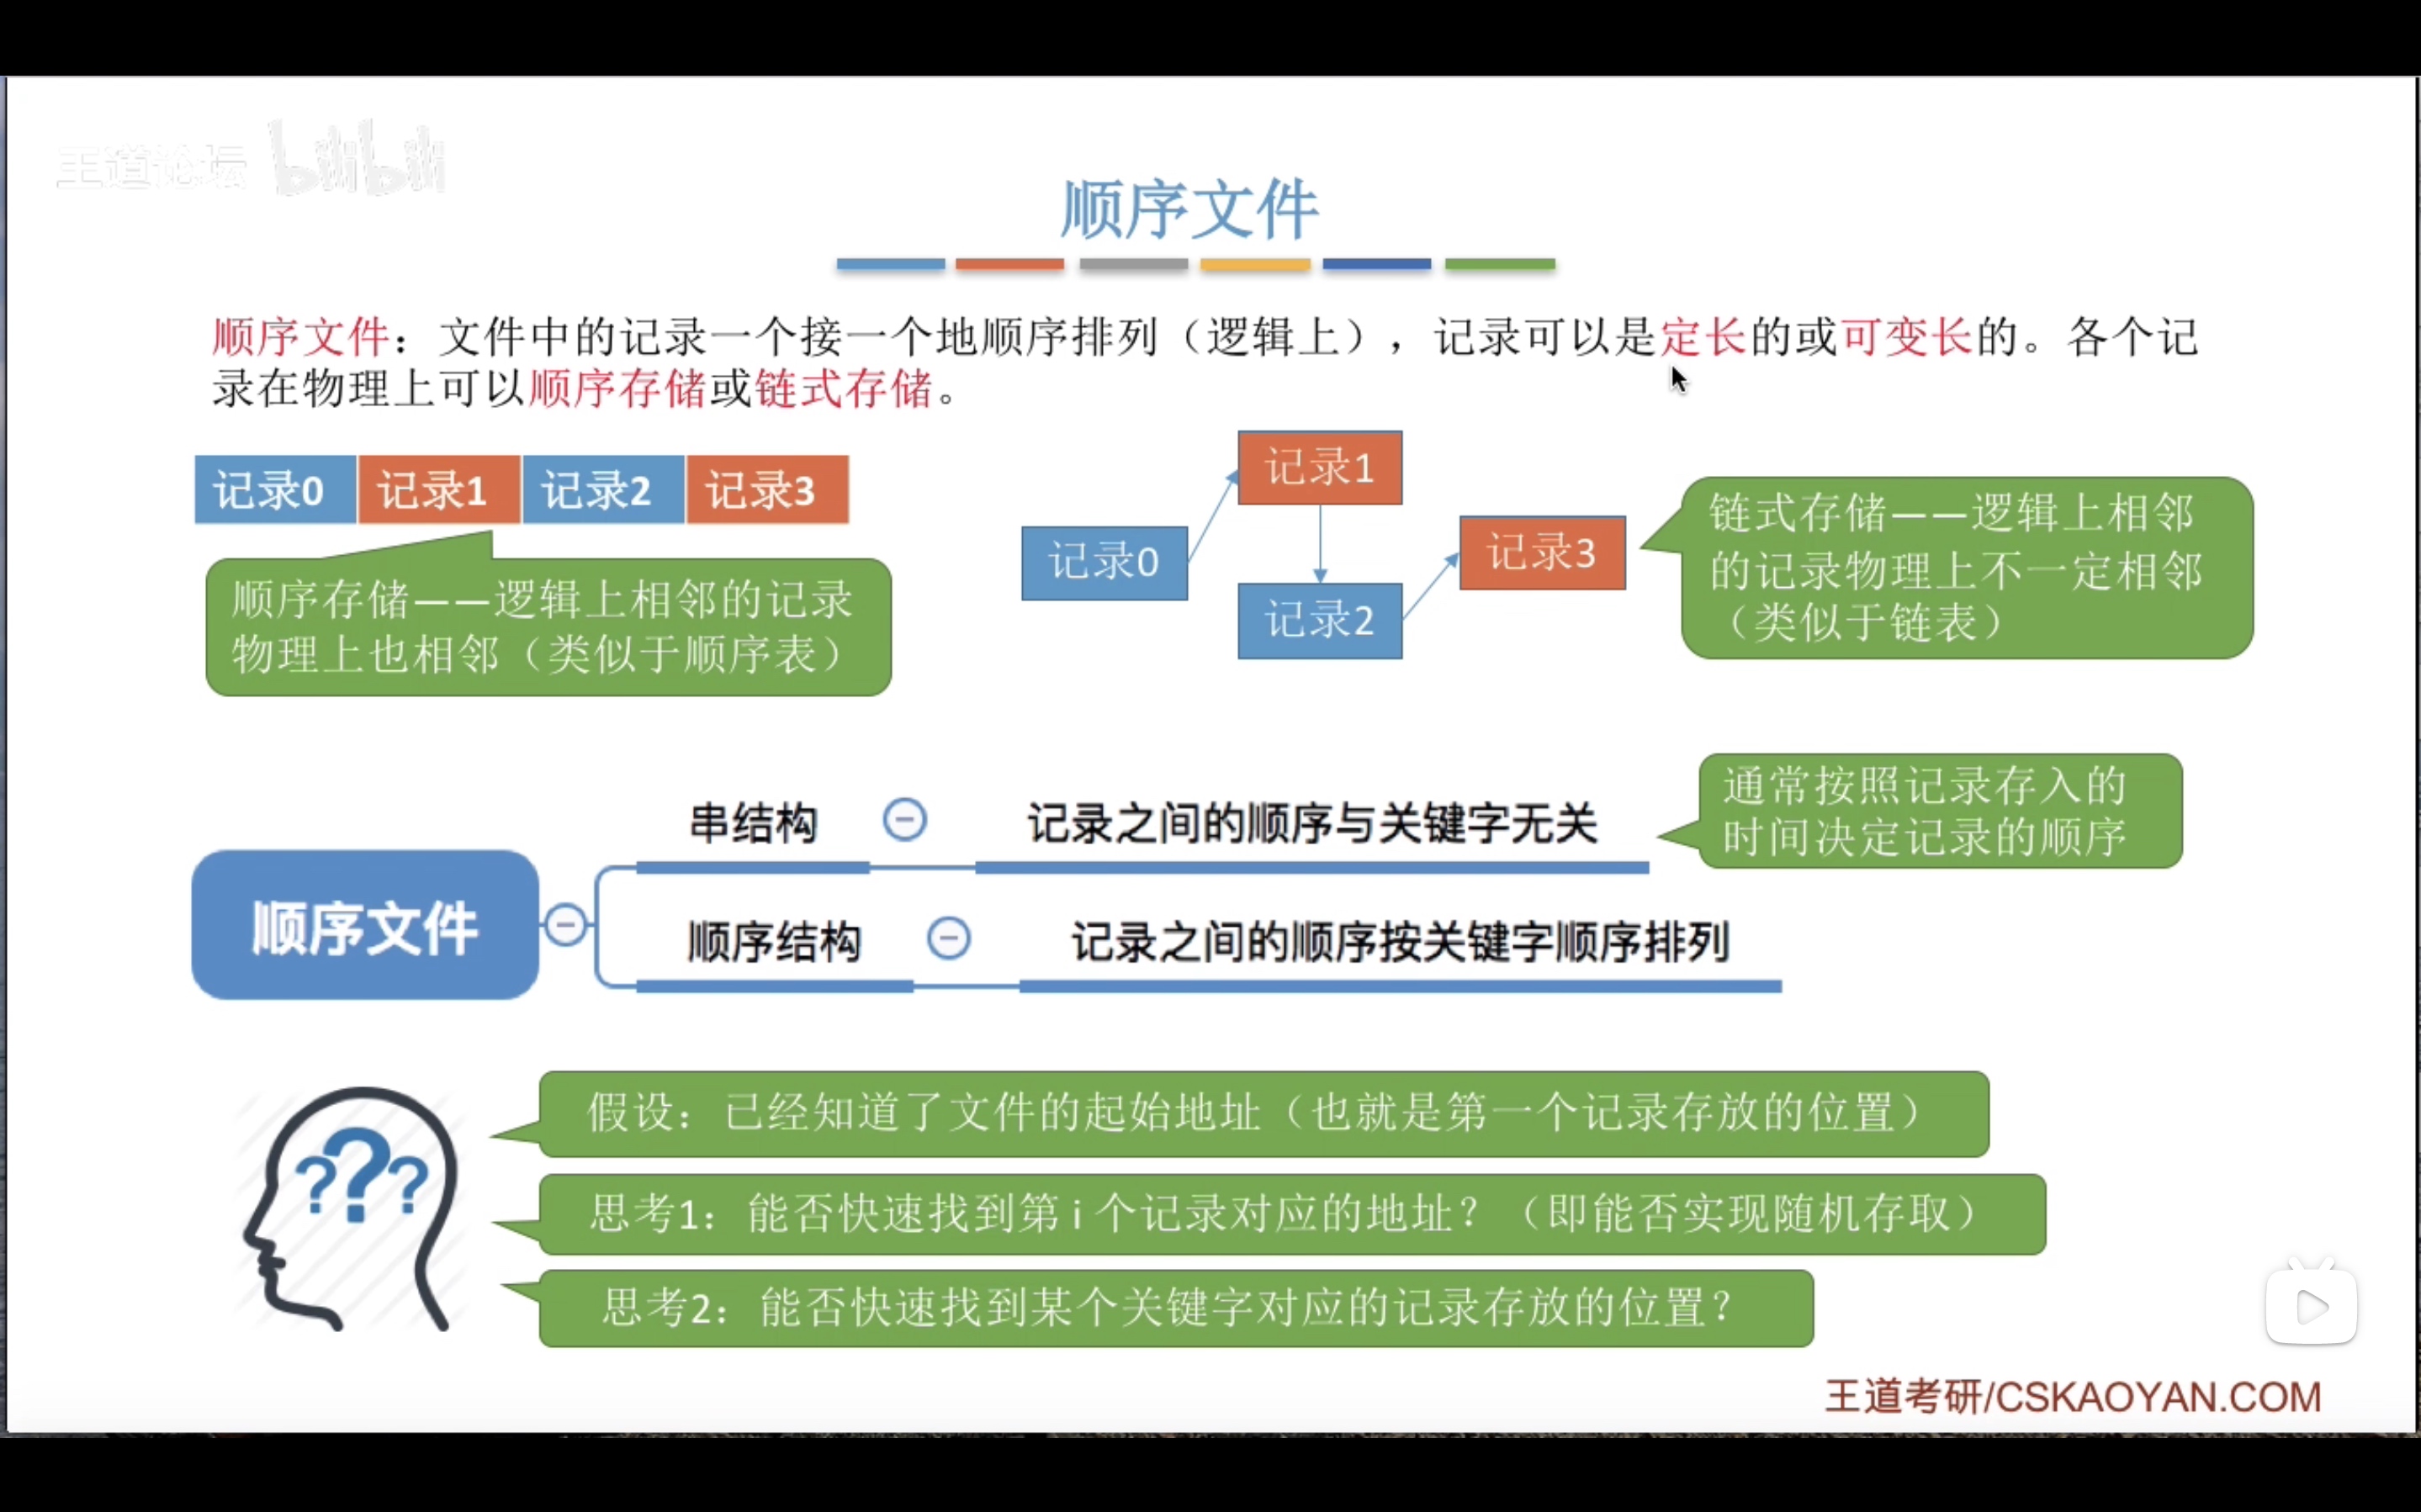 王道论坛 bilibili
顺序文件
顺序文件：文件中的记录一个接一个地顺序排列（逻辑上），记录可以是定长的或可变长的。各个记
录在物理上可以顺序存储或链式存储。
记录0 记录1 记录2 记录3
顺序存储——逻辑上相邻的记录
物理上也相邻（类似于顺序表）
记录0
记录1
记录2
记录3
链式存储——逻辑上相邻
的记录物理上不一定相邻
（类似于链表）
顺序文件
串结构
记录之间的顺序与关键字无关
通常按照记录存入的
时间决定记录的顺序
顺序结构
记录之间的顺序按关键字顺序排列
???
假设：已经知道了文件的起始地址（也就是第一个记录存放的位置）
思考1：能否快速找到第 i 个记录对应的地址？（即能否实现随机存取）
思考2：能否快速找到某个关键字对应的记录存放的位置？
王道考研/CSKAOYAN.COM